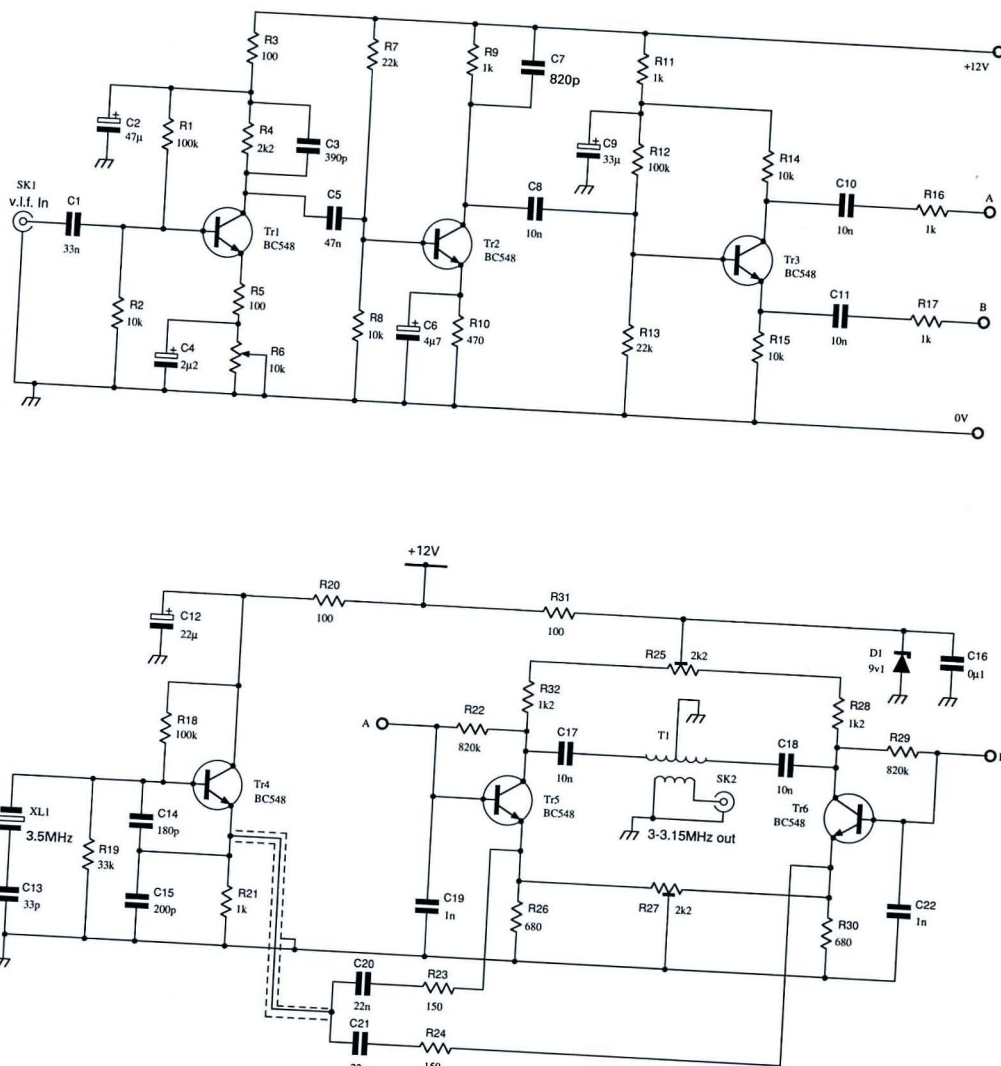 R3
100
R7
22k
R9
1k
C7
820p
R11
1k
+12V
C2
+
47µ
R1
100k
R4
2k2
C3
390p
C9
+
33µ
R12
100k
R14
10k
SK1
v.l.f. In
C1
33n
Tr1
BC548
C5
47n
Tr2
BC548
C8
10n
Tr3
BC548
C10
10n
R16
1k
A
R2
10k
R5
100
C4
+
2µ2
R6
10k
R8
10k
C6
+
4µ7
R10
470
R13
22k
C11
10n
R17
1k
B
R15
10k
0V
+12V
C12
+
22µ
R20
100
R31
100
R25
2k2
D1
9v1
C16
0µ1
R18
100k
A
R22
820k
R32
1k2
C17
10n
T1
C18
10n
R28
1k2
R29
820k
XL1
3.5MHz
C14
180p
Tr4
BC548
Tr5
BC548
SK2
3-3.15MHz out
Tr6
BC548
C13
33p
R19
33k
C15
200p
R21
1k
C19
1n
R26
680
R27
2k2
R30
680
C22
1n
C20
22n
R23
150
C21
R24